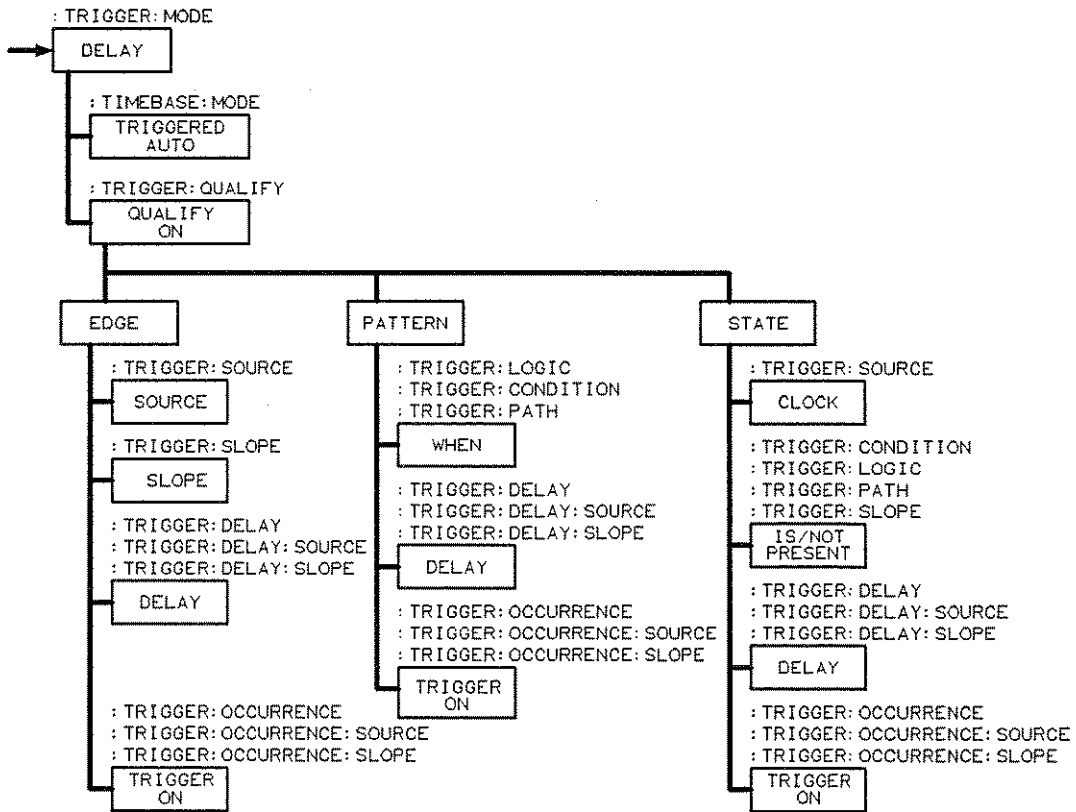 : TRIGGER: MODE
DELAY
: TIMEBASE: MODE
TRIGGERED
AUTO
: TRIGGER: QUALIFY
QUALIFY
ON
EDGE
: TRIGGER: SOURCE
SOURCE
: TRIGGER: SLOPE
SLOPE
: TRIGGER: DELAY
: TRIGGER: DELAY: SOURCE
: TRIGGER: DELAY: SLOPE
DELAY
: TRIGGER: OCCURRENCE
: TRIGGER: OCCURRENCE: SOURCE
: TRIGGER: OCCURRENCE: SLOPE
TRIGGER
ON
PATTERN
: TRIGGER: LOGIC
: TRIGGER: CONDITION
: TRIGGER: PATH
WHEN
: TRIGGER: DELAY
: TRIGGER: DELAY: SOURCE
: TRIGGER: DELAY: SLOPE
DELAY
: TRIGGER: OCCURRENCE
: TRIGGER: OCCURRENCE: SOURCE
: TRIGGER: OCCURRENCE: SLOPE
TRIGGER
ON
STATE
: TRIGGER: SOURCE
CLOCK
: TRIGGER: CONDITION
: TRIGGER: LOGIC
: TRIGGER: PATH
: TRIGGER: SLOPE
IS/NOT
PRESENT
: TRIGGER: DELAY
: TRIGGER: DELAY: SOURCE
: TRIGGER: DELAY: SLOPE
DELAY
: TRIGGER: OCCURRENCE
: TRIGGER: OCCURRENCE: SOURCE
: TRIGGER: OCCURRENCE: SLOPE
TRIGGER
ON